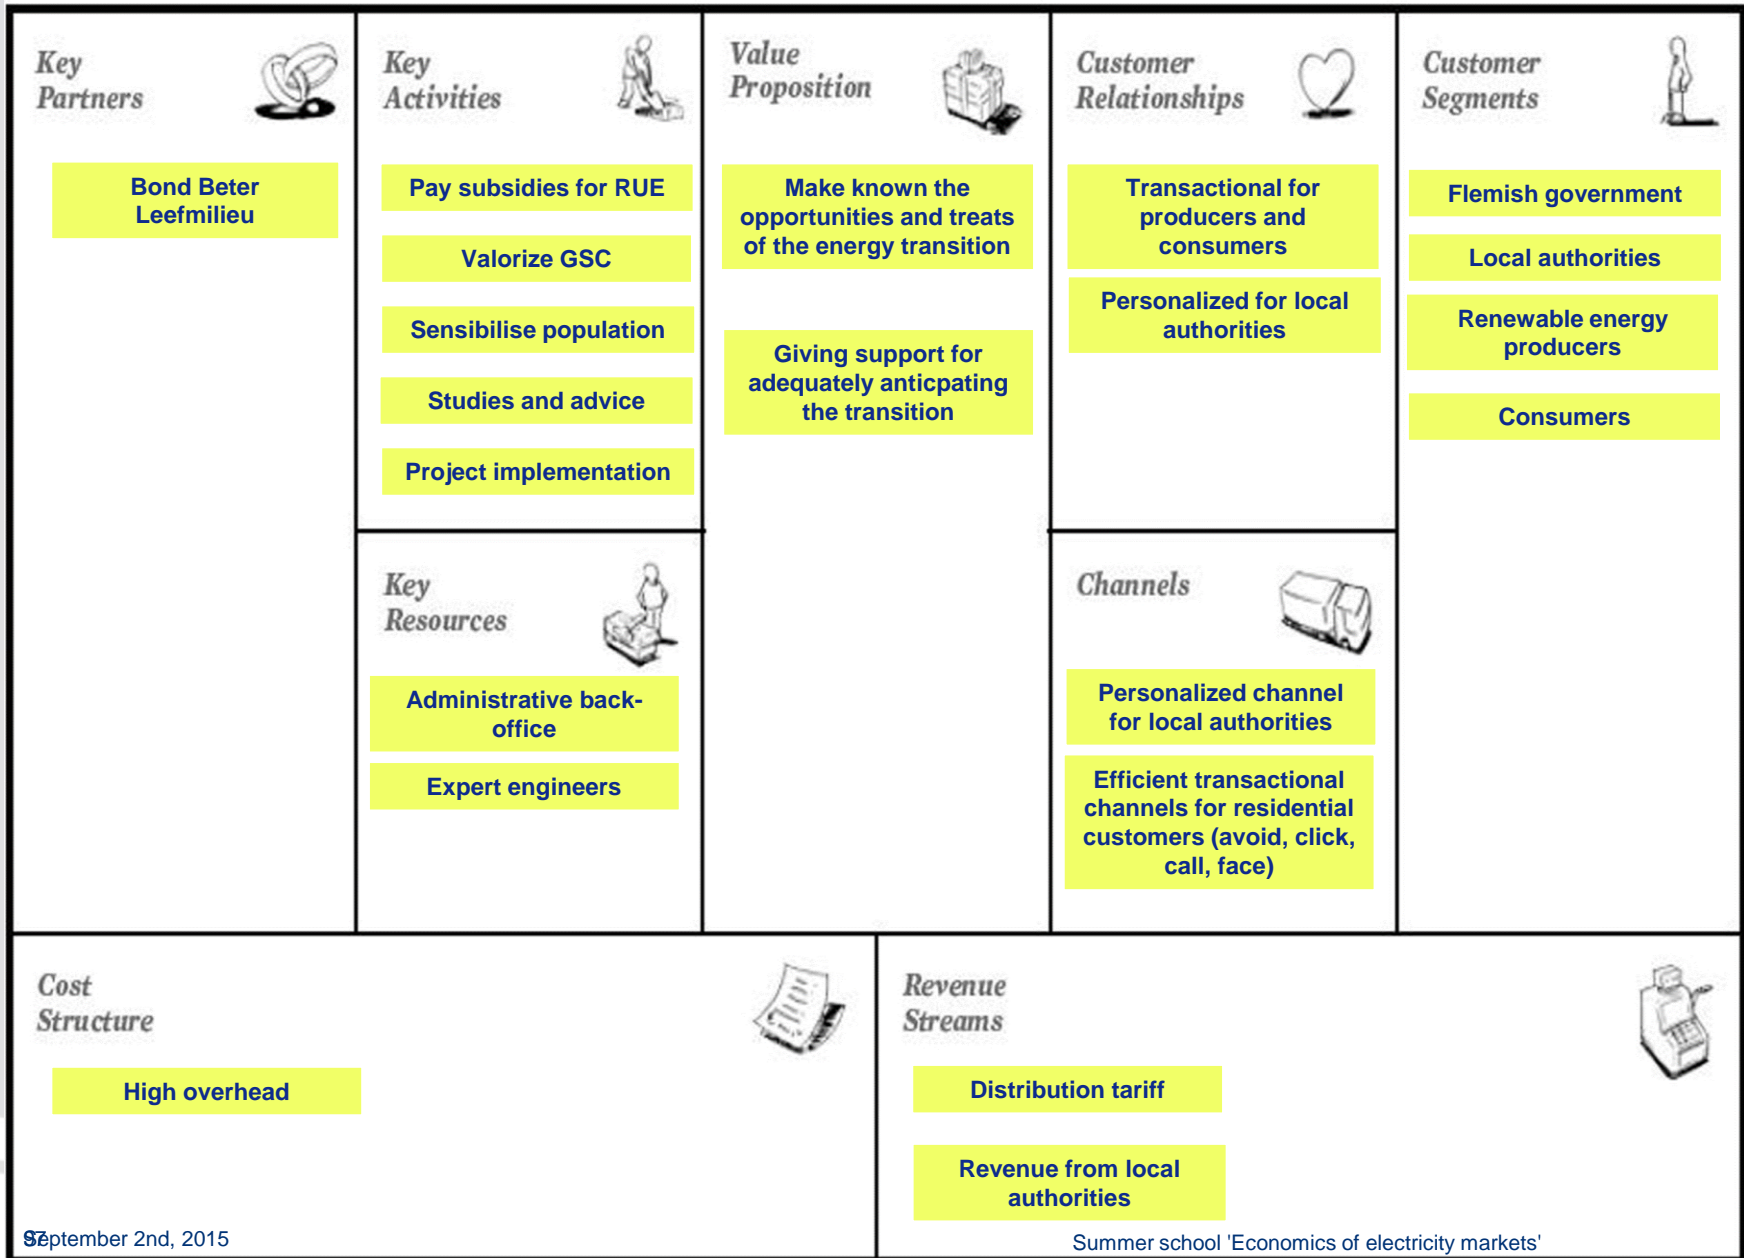 Key
Partners
Bond Beter
Leefmilieu
Key
Activities
Pay subsidies for RUE
Valorize GSC
Sensibilise population
Studies and advice
Project implementation
Key
Resources
Administrative back-
office
Expert engineers
Value
Proposition
Make known the
opportunities and treats
of the energy transition
Giving support for
adequately anticpating
the transition
Customer
Relationships
Transactional for
producers and
consumers
Personalized for local
authorities
Channels
Personalized channel
for local authorities
Efficient transactional
channels for residential
customers (avoid, click,
call, face)
Customer
Segments
Flemish government
Local authorities
Renewable energy
producers
Consumers
Cost
Structure
High overhead
Revenue
Streams
Distribution tariff
Revenue from local
authorities
97
September 2nd, 2015
Summer school 'Economics of electricity markets'